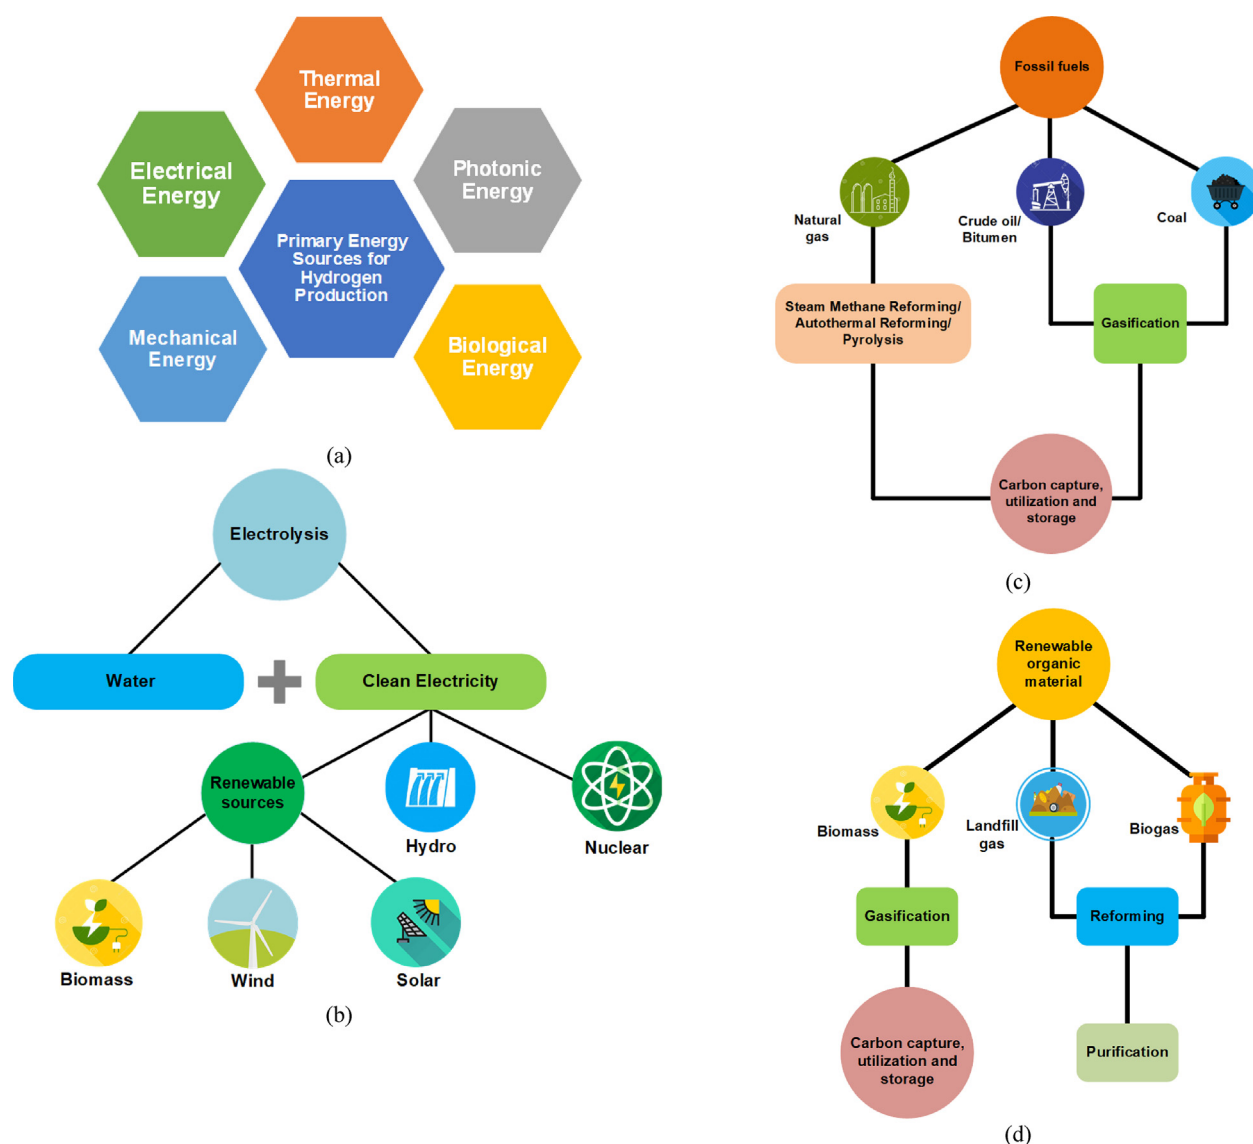 Thermal
Energy
Electrical
Energy
Photonic
Energy
Primary Energy
Sources for
Hydrogen
Production
Mechanical
Energy
Biological
Energy
(a)
Electrolysis
Water
Clean Electricity
Renewable
sources
Hydro
Nuclear
Biomass
Wind
Solar
(b)
Fossil fuels
Natural
gas
Crude oil/
Bitumen
Coal
Steam Methane Reforming/
Autothermal Reforming/
Pyrolysis
Gasification
Carbon capture,
utilization and
storage
(c)
Renewable
organic
material
Biomass
Landfill
gas
Biogas
Gasification
Reforming
Carbon capture,
utilization and
storage
Purification
(d)